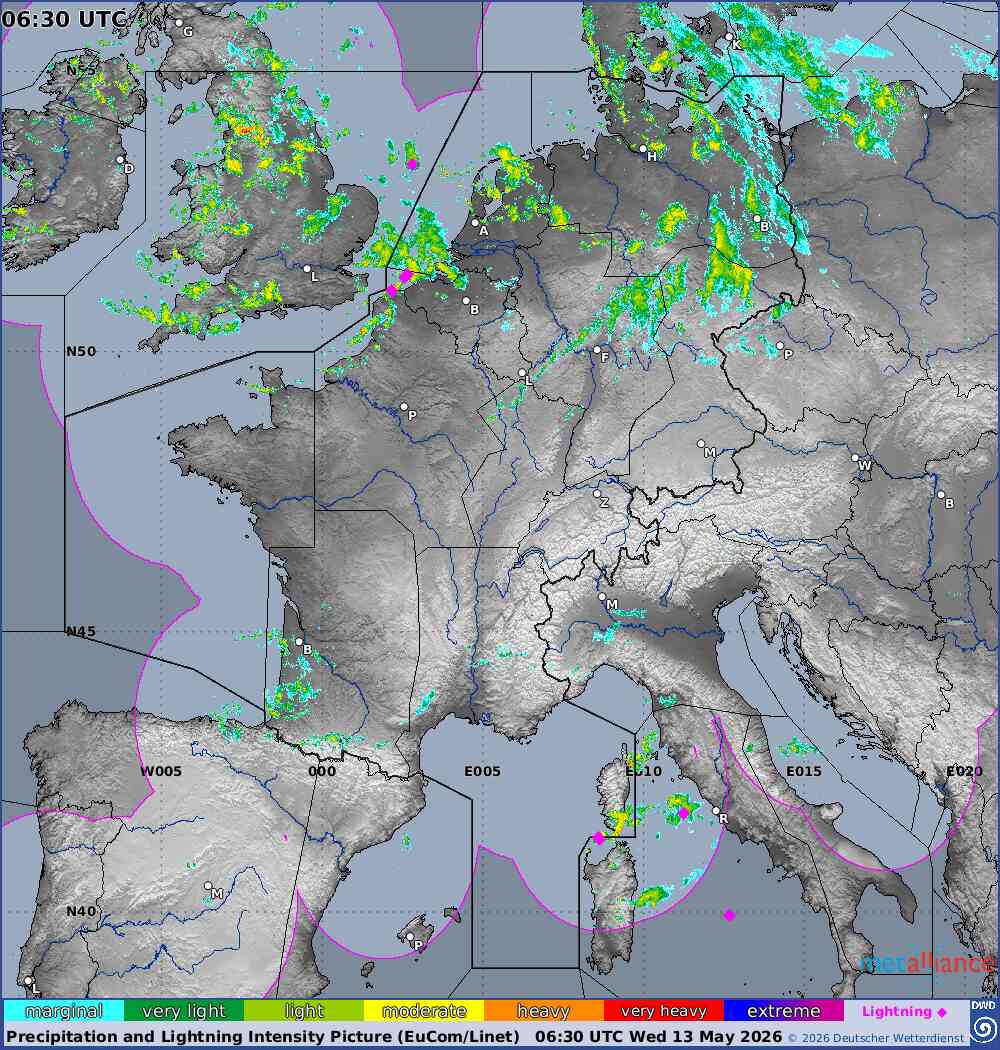 06:30 UTC
G
K
N55
H
D
A
B
L
B
N50
F
P
L
P
M
W
B
Z
M
N45
B
W005
000
E005
E010
E015
E020
R
M
N40
P
L
metalliance
marginal very light light moderate heavy very heavy extreme Lightning ◆
DWD
Precipitation and Lightning Intensity Picture (EuCom/Linet) 06:30 UTC Wed 13 May 2026 © 2026 Deutscher Wetterdienst